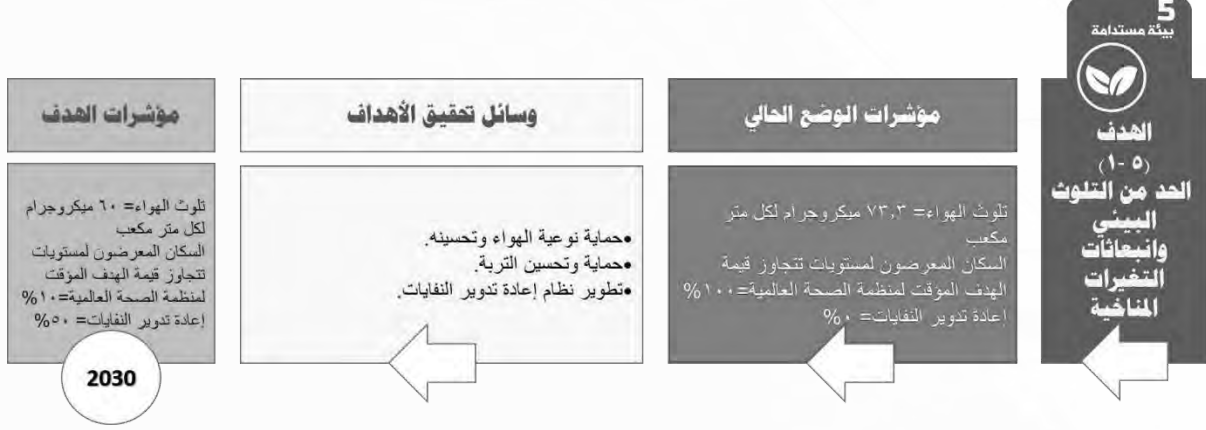 5
بيئة مستدامة
الهدف
(٥ -١)
الحد من التلوث
البيئي
وانبعاثات
التغيرات
المناخية
مؤشرات الوضع الحالي
تلوث الهواء= ٧٣,٣ ميكروجرام لكل متر
مكعب
السكان المعرضون لمستويات تتجاوز قيمة
الهدف المؤقت لمنظمة الصحة العالمية=١٠٠%
إعادة تدوير النفايات= ٠%
وسائل تحقيق الأهداف
•حماية نوعية الهواء وتحسينه.
•حماية وتحسين التربة.
•تطوير نظام إعادة تدوير النفايات.
مؤشرات الهدف
تلوث الهواء= ٦٠ ميكروجرام
لكل متر مكعب
السكان المعرضون لمستويات
تتجاوز قيمة الهدف المؤقت
لمنظمة الصحة العالمية=١٠%
إعادة تدوير النفايات= ٥٠%
2030